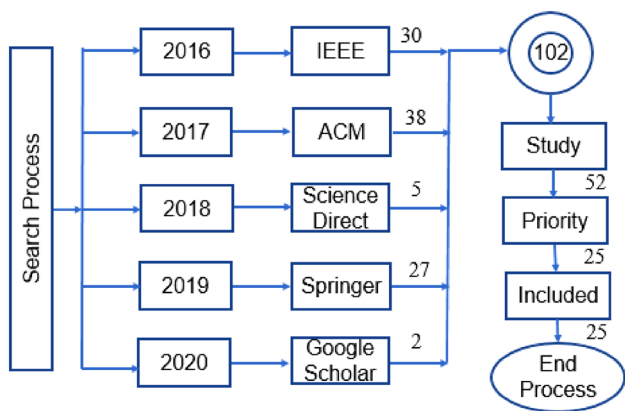 Search Process
2016
IEEE
30
102
2017
ACM
38
Study
52
2018
Science
Direct
5
Priority
25
2019
Springer
27
Included
25
2020
Google
Scholar
2
End
Process